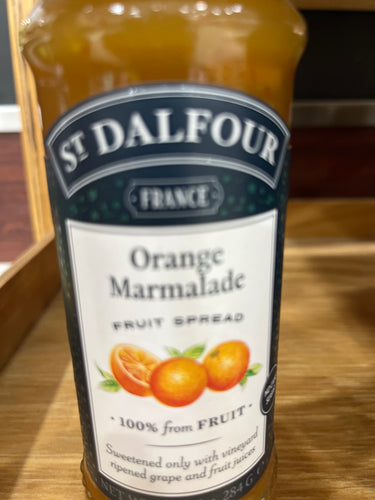 ST DALFOUR
FRANCE
Orange
Marmalade
FRUIT SPREAD
· 100% from FRUIT ·
Sweetened only with vineyard
ripened grape and fruit juices
284 G